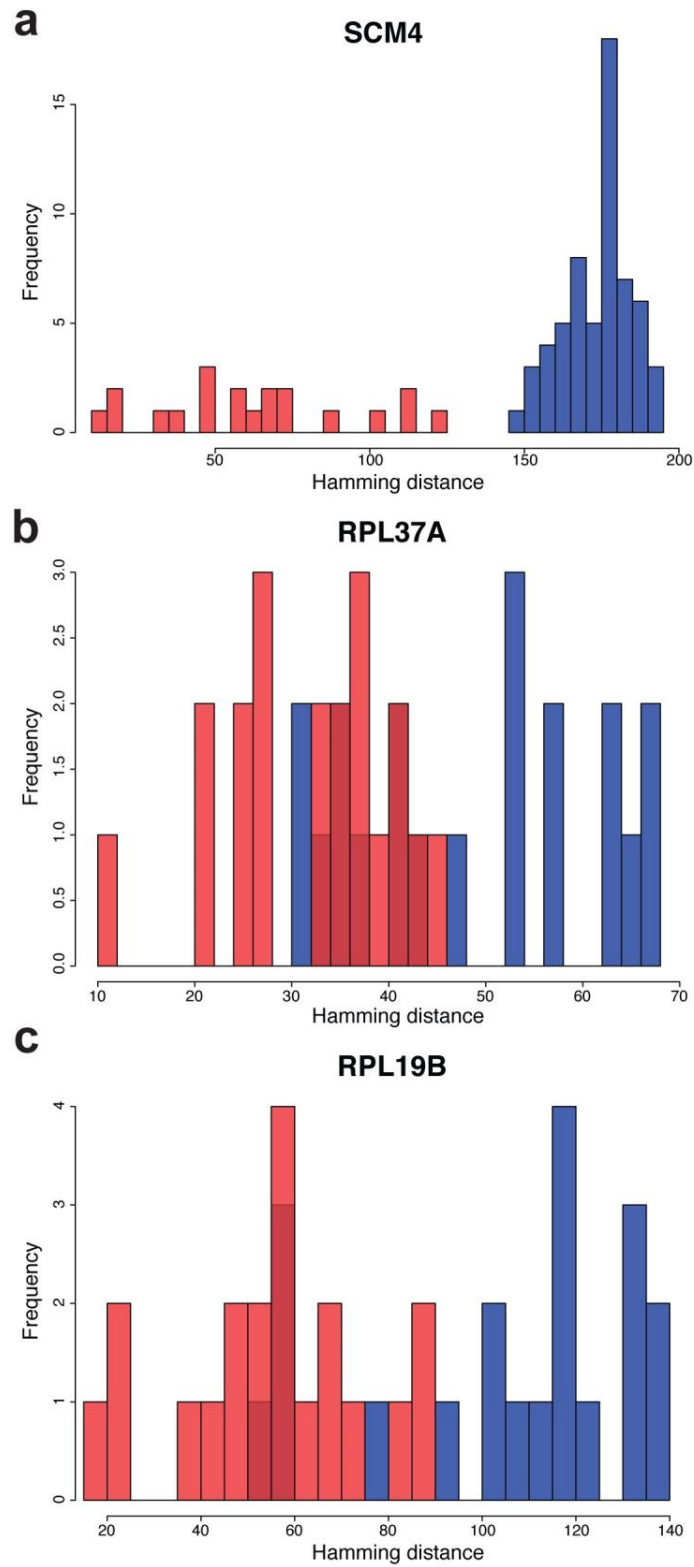 a
SCM4
Frequency
0 5 10 15
50 100 150 200
Hamming distance
b
RPL37A
Frequency
0.0 0.5 1.0 1.5 2.0 2.5 3.0
10 20 30 40 50 60 70
Hamming distance
c
RPL19B
Frequency
0 1 2 3 4
20 40 60 80 100 120 140
Hamming distance